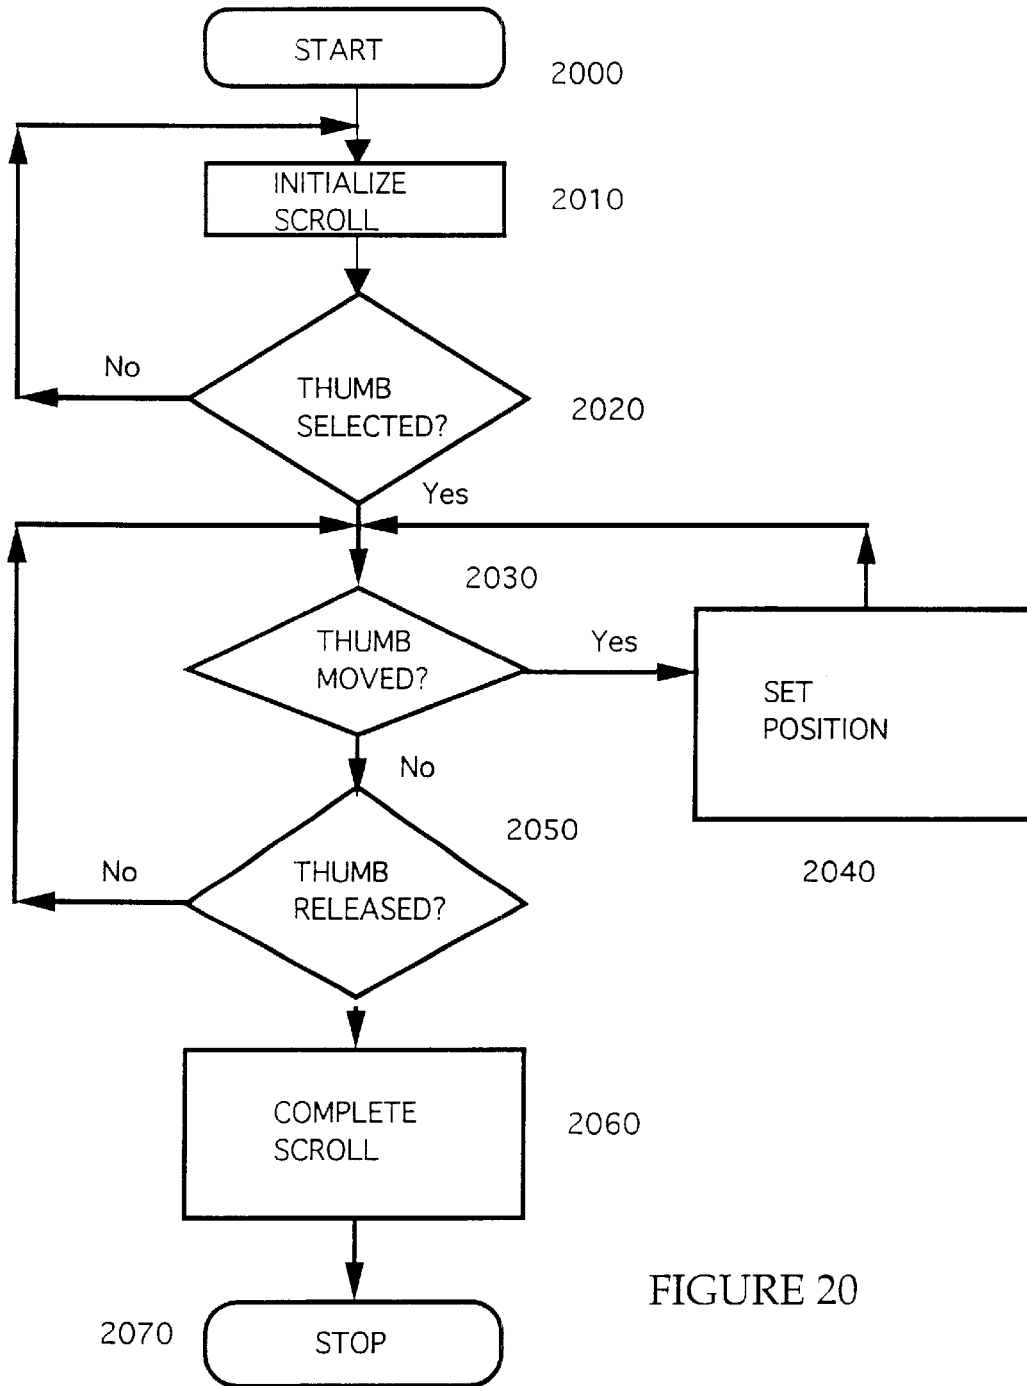 START
2000
INITIALIZE
SCROLL
2010
No
THUMB
SELECTED?
2020
Yes
2030
THUMB
MOVED?
Yes
SET
POSITION
No
2050
2040
No
THUMB
RELEASED?
COMPLETE
SCROLL
2060
FIGURE 20
2070
STOP